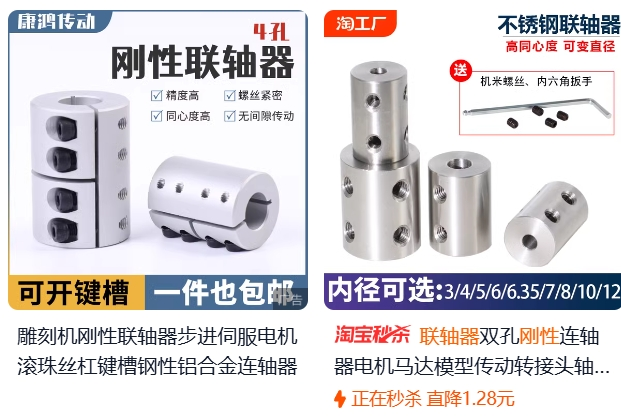 康鸿传动
4孔
刚性联轴器
精度高
螺丝紧密
同心度高
无间隙传动
可开键槽
一件也包邮
广告
雕刻机刚性联轴器步进伺服电机
滚珠丝杠键槽钢性铝合金连轴器
淘工厂
不锈钢联轴器
高同心度 可变直径
送
机米螺丝、内六角扳手
内径可选:3/4/5/6/6.35/7/8/10/12
淘宝秒杀 联轴器双孔刚性连轴
器电机马达模型传动转接头轴...
正在秒杀 直降1.28元